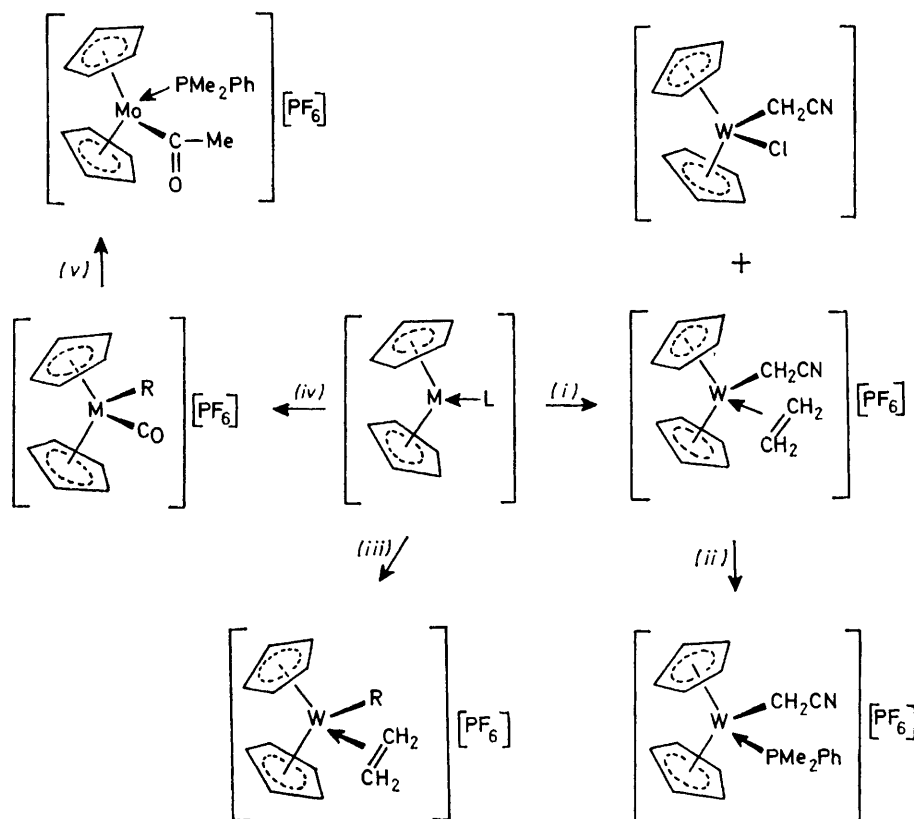 PMe2Ph
Mo
C
Me
O
[PF6]
CH2CN
W
Cl
(v)
+
R
M
CO
[PF6]
(iv)
M
L
(i)
CH2CN
W
CH2
CH2
[PF6]
(iii)
(ii)
W
R
CH2
CH2
[PF6]
CH2CN
W
PMe2Ph
[PF6]